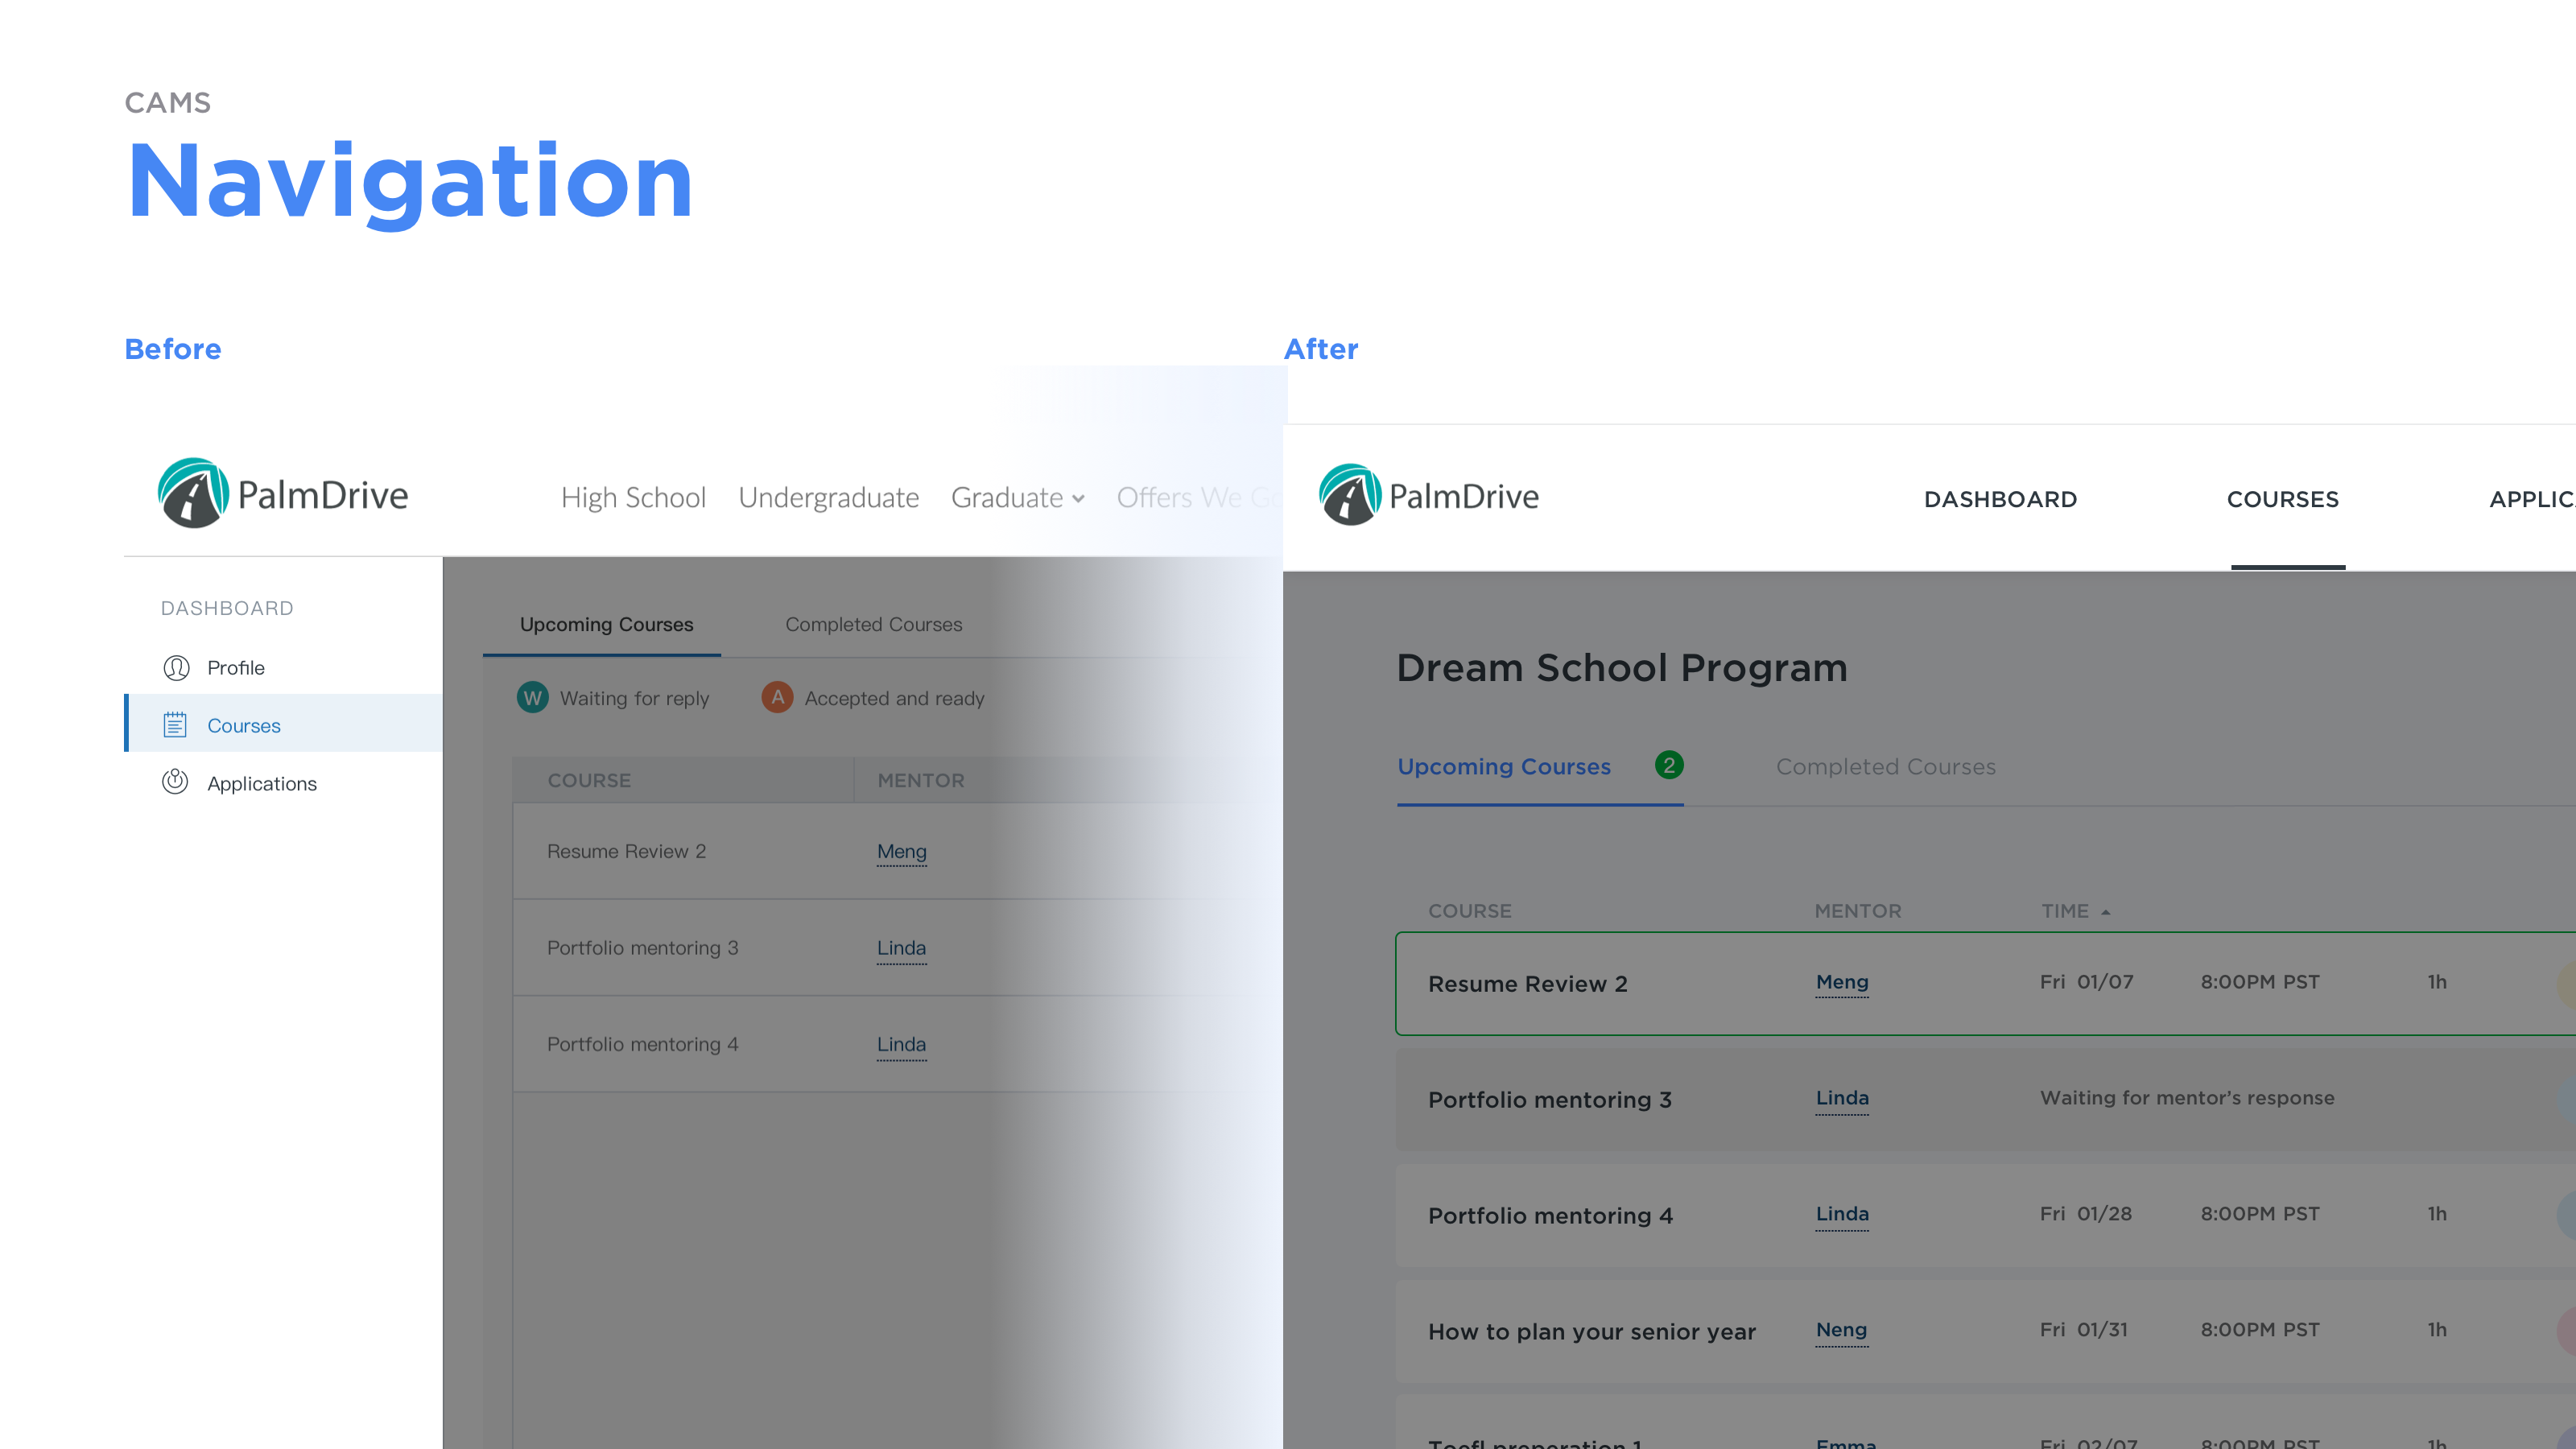 CAMS
Navigation
Before
PalmDrive
High School Undergraduate Graduate Offers We
DASHBOARD
Profile
Courses
Applications
Upcoming Courses Completed Courses
W Waiting for reply A Accepted and ready
COURSE MENTOR
Resume Review 2 Meng
Portfolio mentoring 3 Linda
Portfolio mentoring 4 Linda
After
PalmDrive
DASHBOARD COURSES APPLIC
Dream School Program
Upcoming Courses 2 Completed Courses
COURSE MENTOR TIME
Resume Review 2 Meng Fri 01/07 8:00PM PST 1h
Portfolio mentoring 3 Linda Waiting for mentor's response
Portfolio mentoring 4 Linda Fri 01/28 8:00PM PST 1h
How to plan your senior year Neng Fri 01/31 8:00PM PST 1h
Toefl preparation 1 Emma Fri 02/07 8:00PM PST 1h